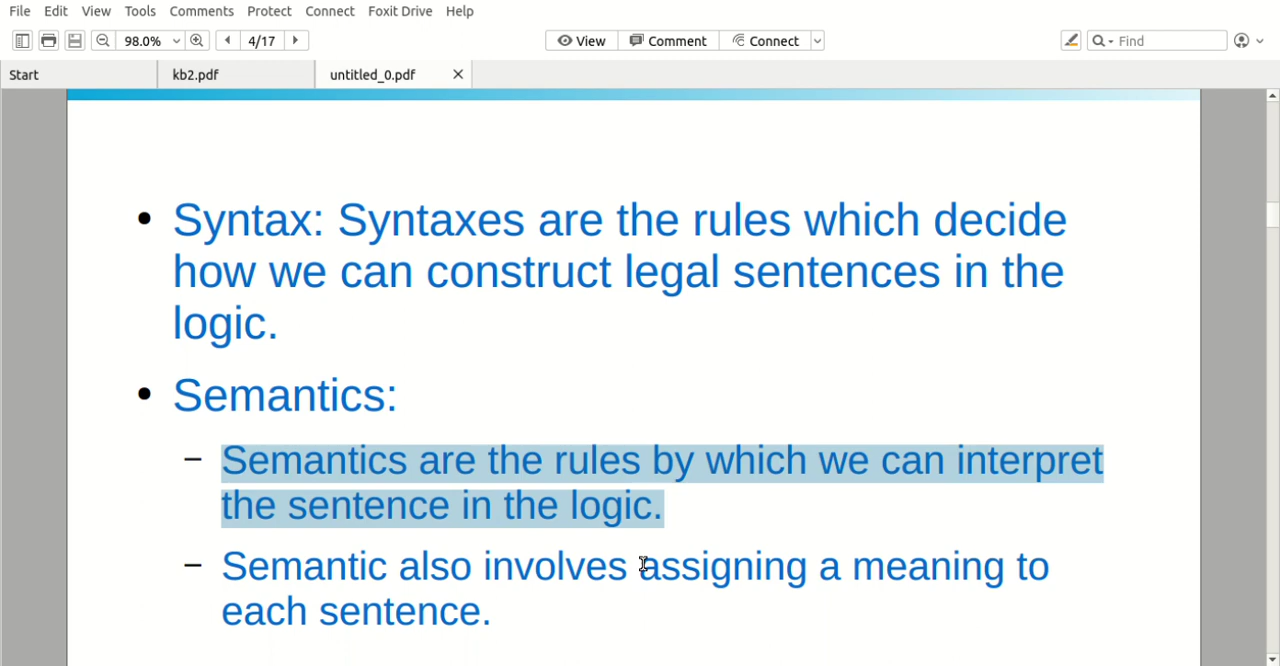 File Edit View Tools Comments Protect Connect Foxit Drive Help
98.0% 4/17 View Comment Connect Find
Start kb2.pdf untitled_0.pdf
• Syntax: Syntaxes are the rules which decide
how we can construct legal sentences in the
logic.
• Semantics:
– Semantics are the rules by which we can interpret
the sentence in the logic.
– Semantic also involves assigning a meaning to
each sentence.